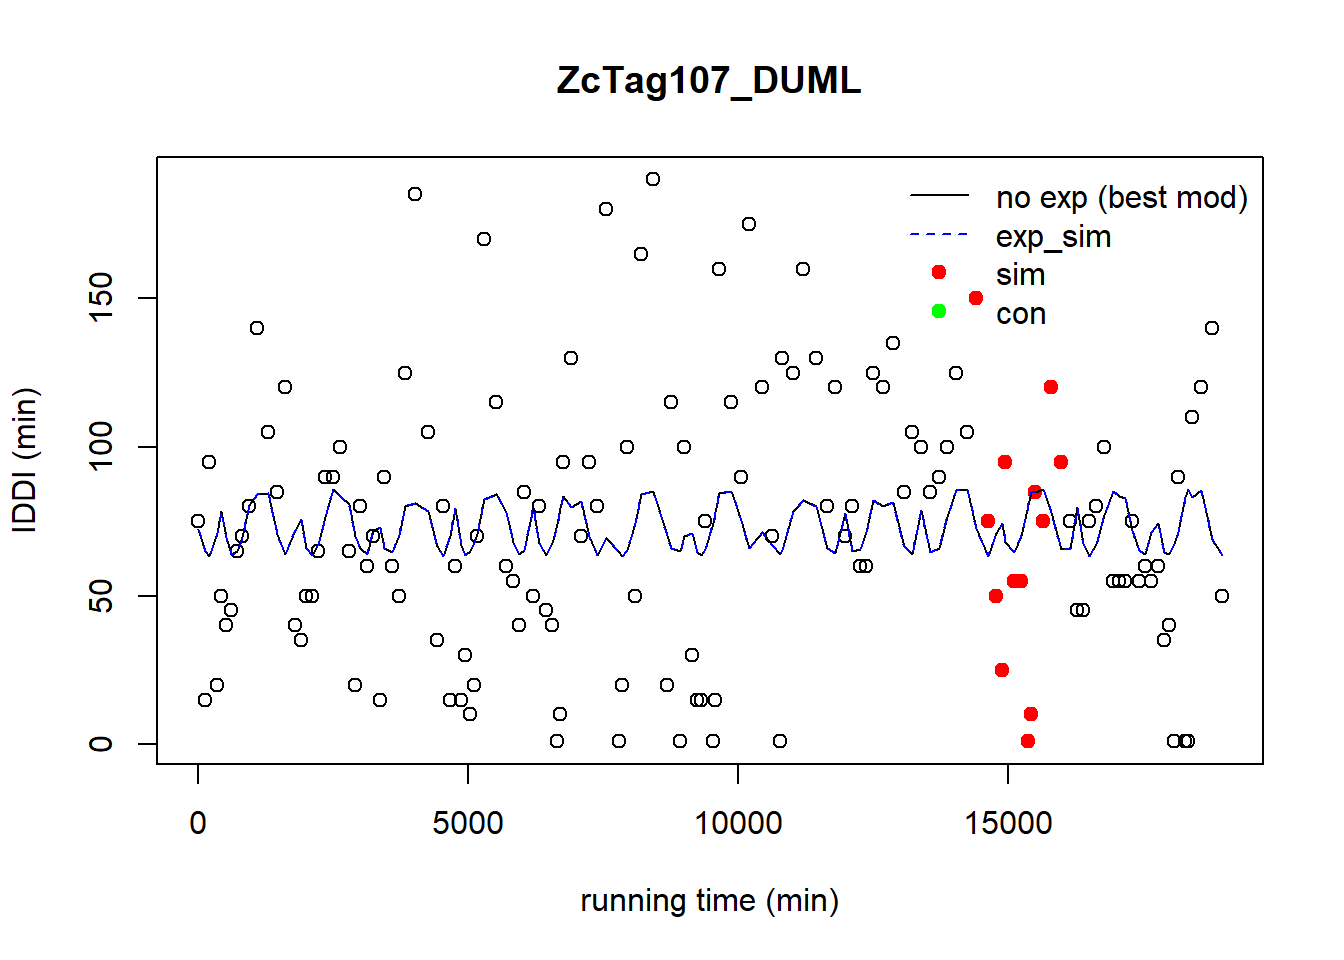 ZcTag107_DUML
no exp (best mod)
exp_sim
sim
con
IDDI (min)
150
100
50
0
0 5000 10000 15000
running time (min)